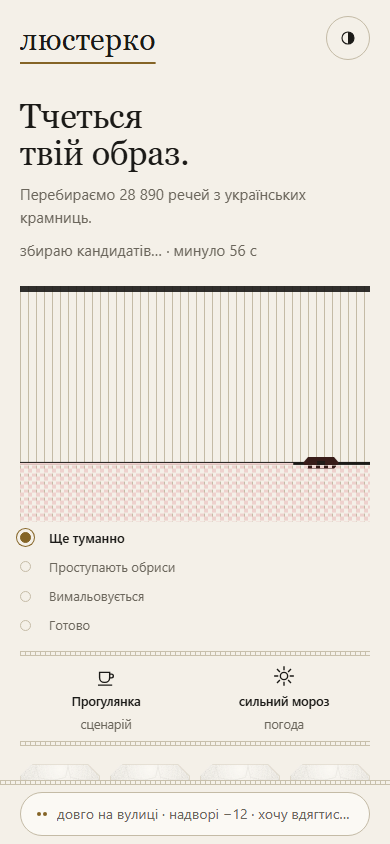 люстерко
Тчеться
твій образ.
Перебираємо 28 890 речей з українських
крамниць.
збираю кандидатів... · минуло 56 с
Ще туманно
Проступають обриси
Вимальовується
Готово
Прогулянка
сильний мороз
сценарій
погода
довго на вулиці · надворі −12 · хочу вдягтис...